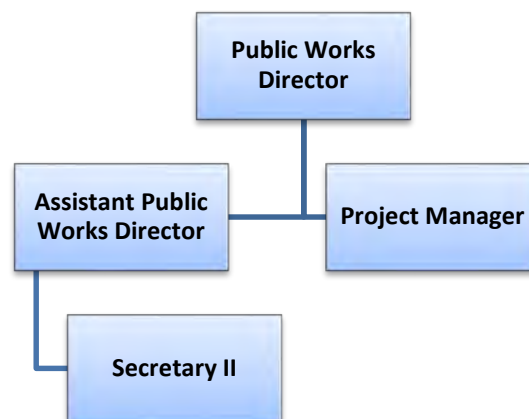 Public Works
Director
Assistant Public
Works Director
Project Manager
Secretary II